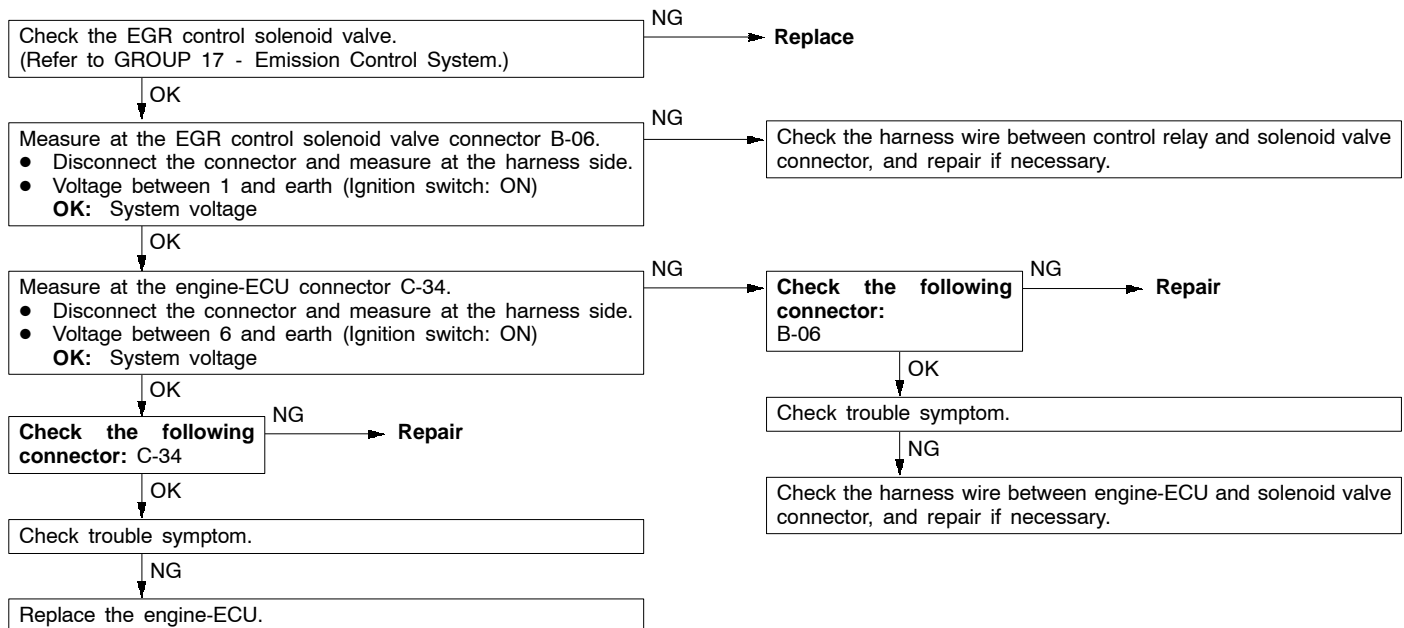 Check the EGR control solenoid valve.
(Refer to GROUP 17 - Emission Control System.)
NG
Replace
OK
Measure at the EGR control solenoid valve connector B-06.
● Disconnect the connector and measure at the harness side.
● Voltage between 1 and earth (Ignition switch: ON)
OK: System voltage
NG
Check the harness wire between control relay and solenoid valve
connector, and repair if necessary.
OK
Measure at the engine-ECU connector C-34.
● Disconnect the connector and measure at the harness side.
● Voltage between 6 and earth (Ignition switch: ON)
OK: System voltage
NG
Check the following
connector:
B-06
NG
Repair
OK
Check trouble symptom.
NG
Check the harness wire between engine-ECU and solenoid valve
connector, and repair if necessary.
OK
Check the following
connector: C-34
NG
Repair
OK
Check trouble symptom.
NG
Replace the engine-ECU.